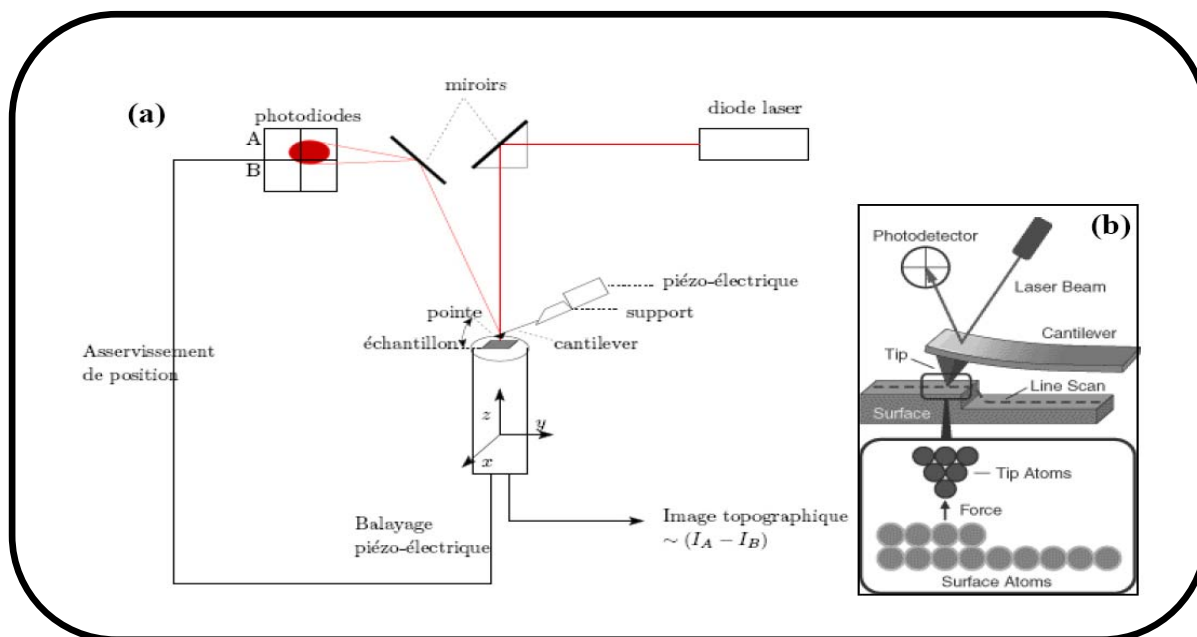 (a)
miroirs
photodiodes
A
B
diode laser
piézo-électrique
support
pointe
échantillon
cantilever
Asservissement
de position
z
y
x
Balayage
piézo-électrique
Image topographique
∼ (I_A − I_B)
(b)
Photodetector
Laser Beam
Cantilever
Tip
Line Scan
Surface
Tip Atoms
Force
Surface Atoms